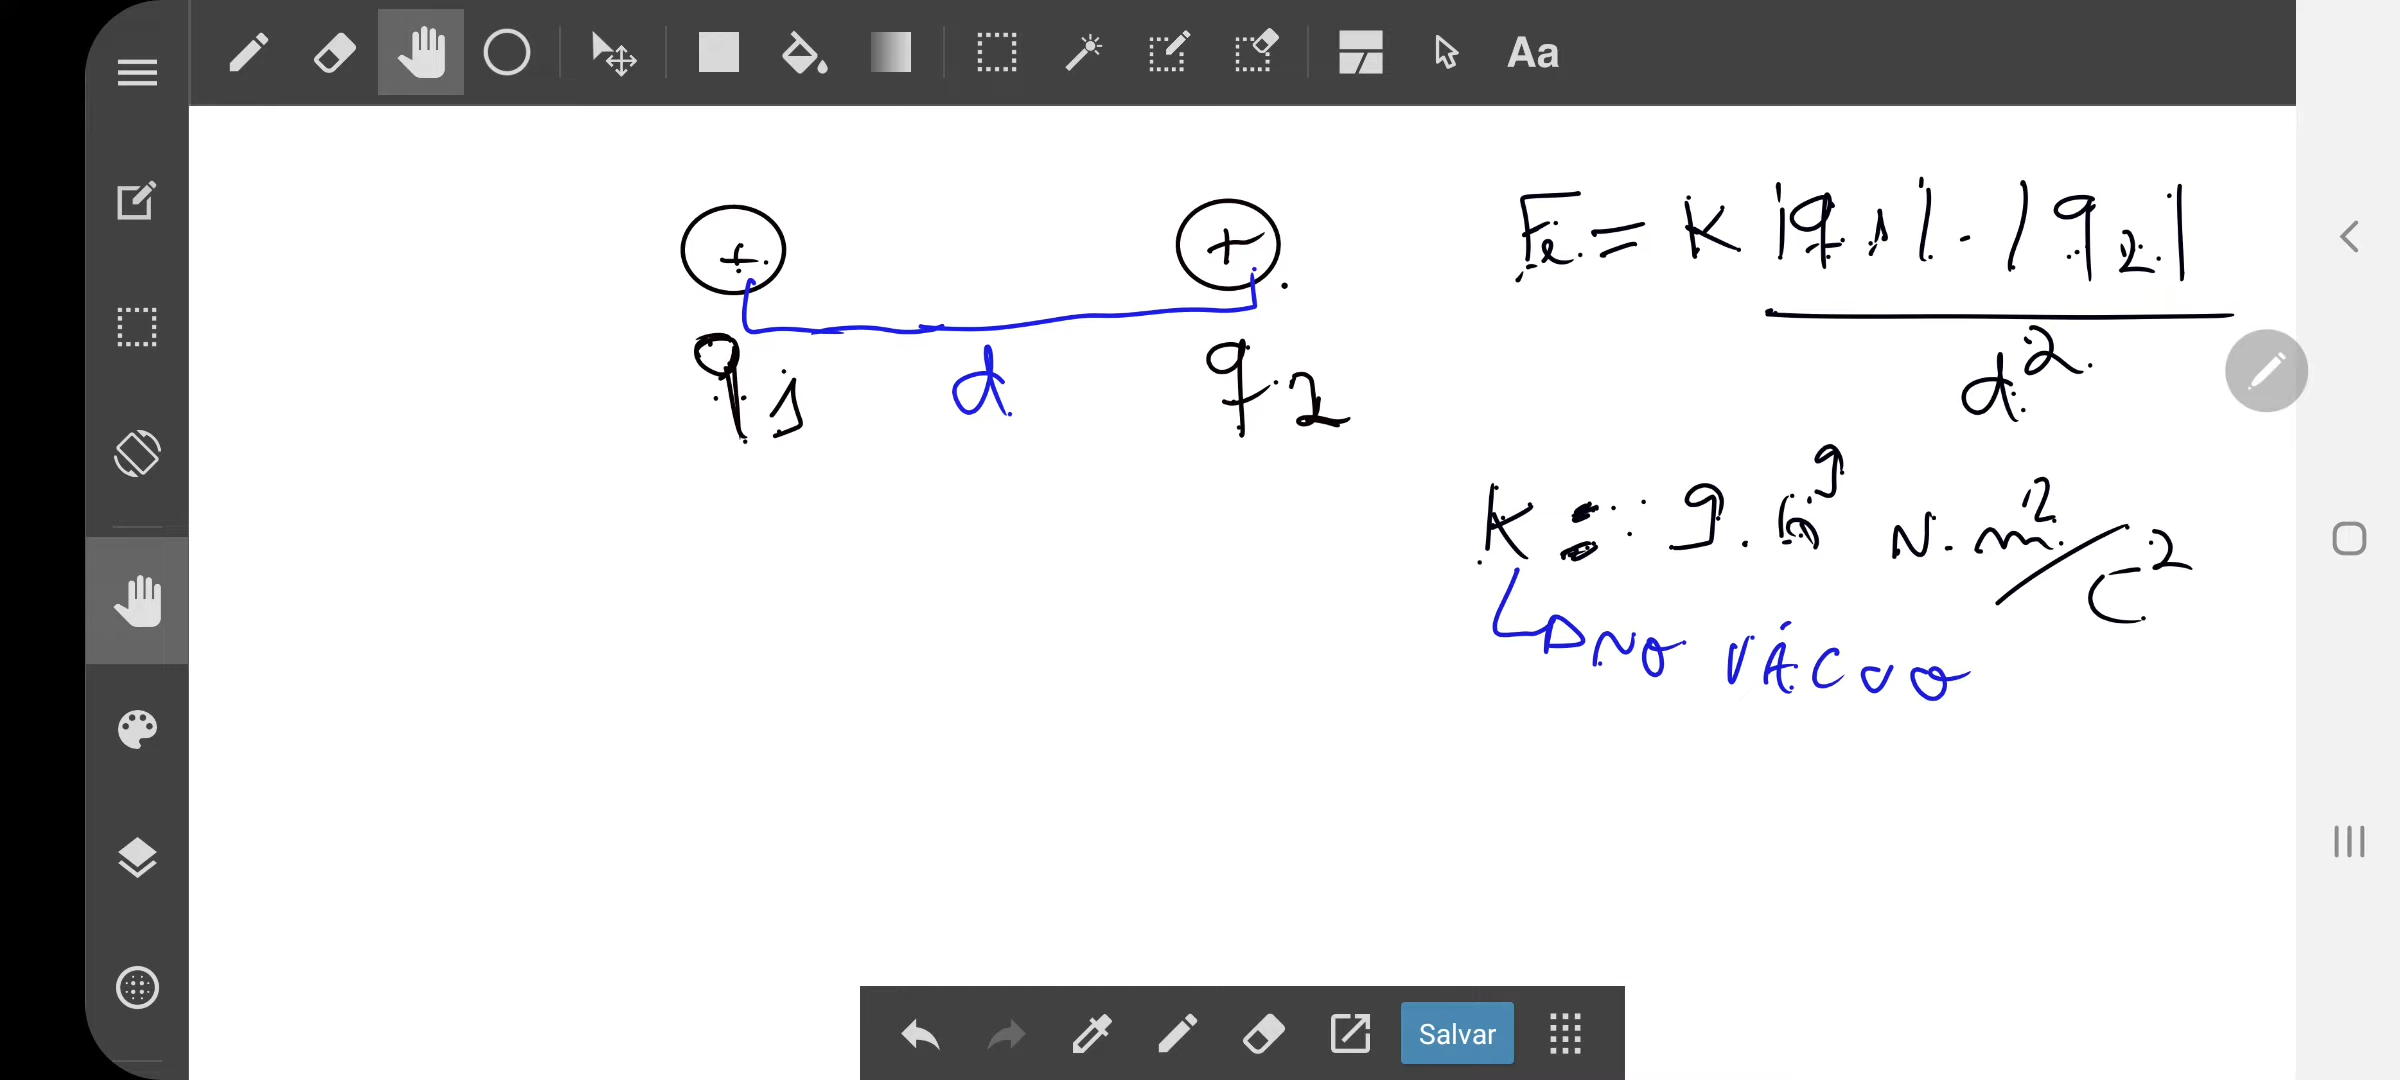 Aa
+ +
q1 d q2
Fe = K |q1| . |q2|
d²
K = 9.10⁹ N.m²/C²
NO VÁCUO
Salvar